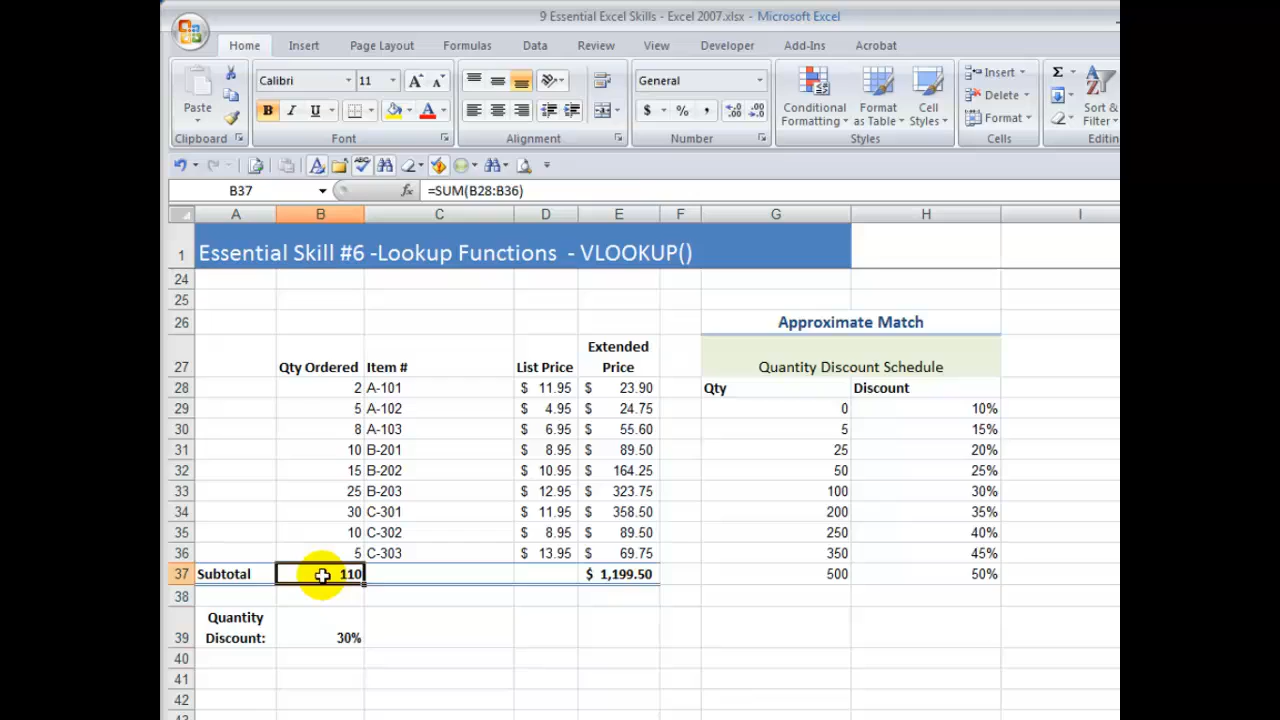 9 Essential Excel Skills - Excel 2007.xlsx - Microsoft Excel
Home Insert Page Layout Formulas Data Review View Developer Add-Ins Acrobat
Calibri 11 General
Paste Conditional Formatting Format as Table Cell Styles Insert Delete Format Sort & Filter
Clipboard Font Alignment Number Styles Cells Editin
B37 =SUM(B28:B36)
A B C D E F G H I
1 Essential Skill #6 -Lookup Functions - VLOOKUP()
24
25
26 Approximate Match
27 Qty Ordered Item # List Price Extended Price Quantity Discount Schedule
28 2 A-101 $ 11.95 $ 23.90 Qty Discount
29 5 A-102 $ 4.95 $ 24.75 0 10%
30 8 A-103 $ 6.95 $ 55.60 5 15%
31 10 B-201 $ 8.95 $ 89.50 25 20%
32 15 B-202 $ 10.95 $ 164.25 50 25%
33 25 B-203 $ 12.95 $ 323.75 100 30%
34 30 C-301 $ 11.95 $ 358.50 200 35%
35 10 C-302 $ 8.95 $ 89.50 250 40%
36 5 C-303 $ 13.95 $ 69.75 350 45%
37 Subtotal 110 $ 1,199.50 500 50%
38
39 Quantity Discount: 30%
40
41
42